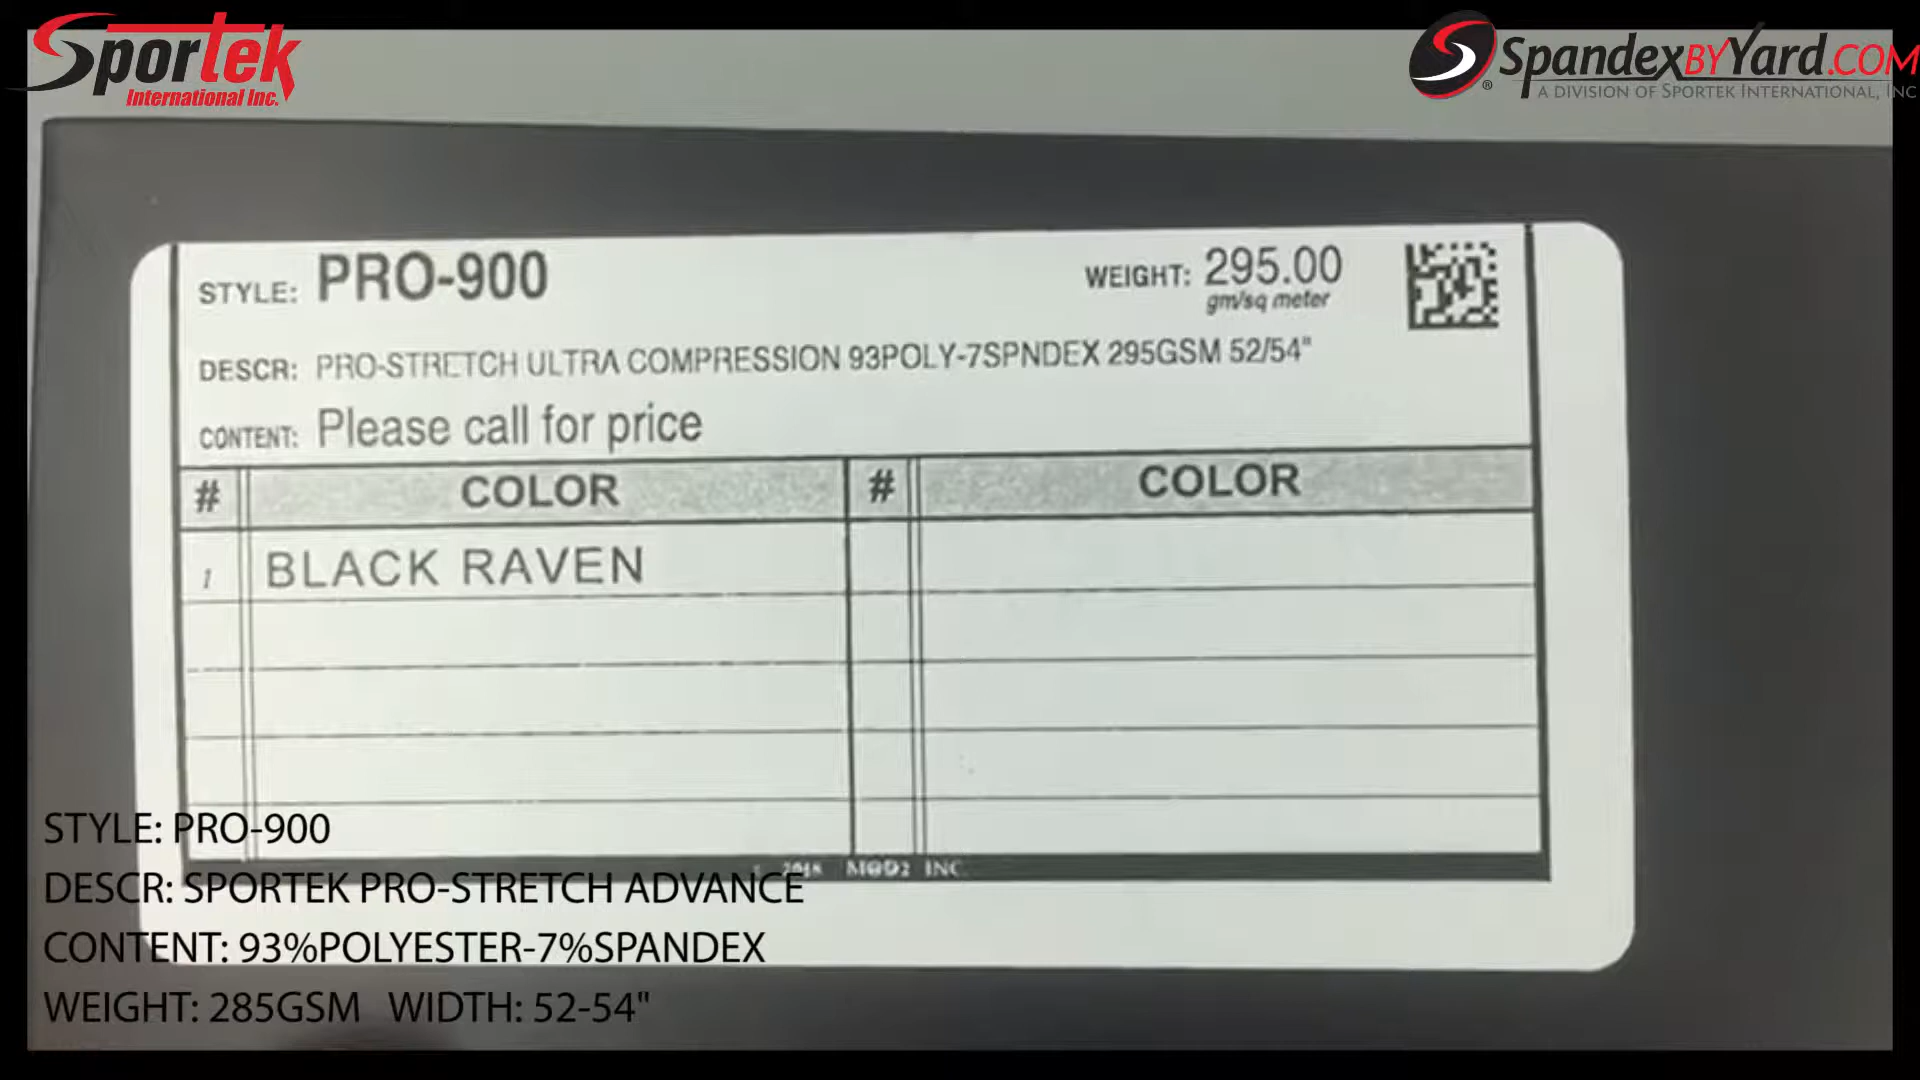 Sportek
International Inc.
SpandexBYYard.COM
®
A DIVISION OF SPORTEK INTERNATIONAL, INC
STYLE: PRO-900
WEIGHT: 295.00
gm/sq meter
DESCR: PRO-STRETCH ULTRA COMPRESSION 93POLY-7SPNDEX 295GSM 52/54"
CONTENT: Please call for price
# COLOR # COLOR
1 BLACK RAVEN
MOD2 INC
STYLE: PRO-900
DESCR: SPORTEK PRO-STRETCH ADVANCE
CONTENT: 93%POLYESTER-7%SPANDEX
WEIGHT: 285GSM WIDTH: 52-54"